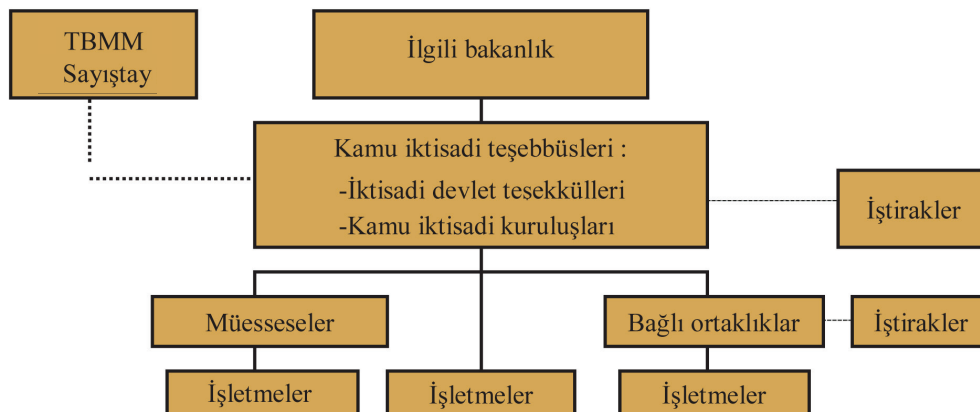 TBMM
Sayıştay
İlgili bakanlık
Kamu iktisadi teşebbüsleri :
-İktisadi devlet teşekkülleri
-Kamu iktisadi kuruluşları
İştirakler
Müesseseler
Bağlı ortaklıklar
İştirakler
İşletmeler
İşletmeler
İşletmeler